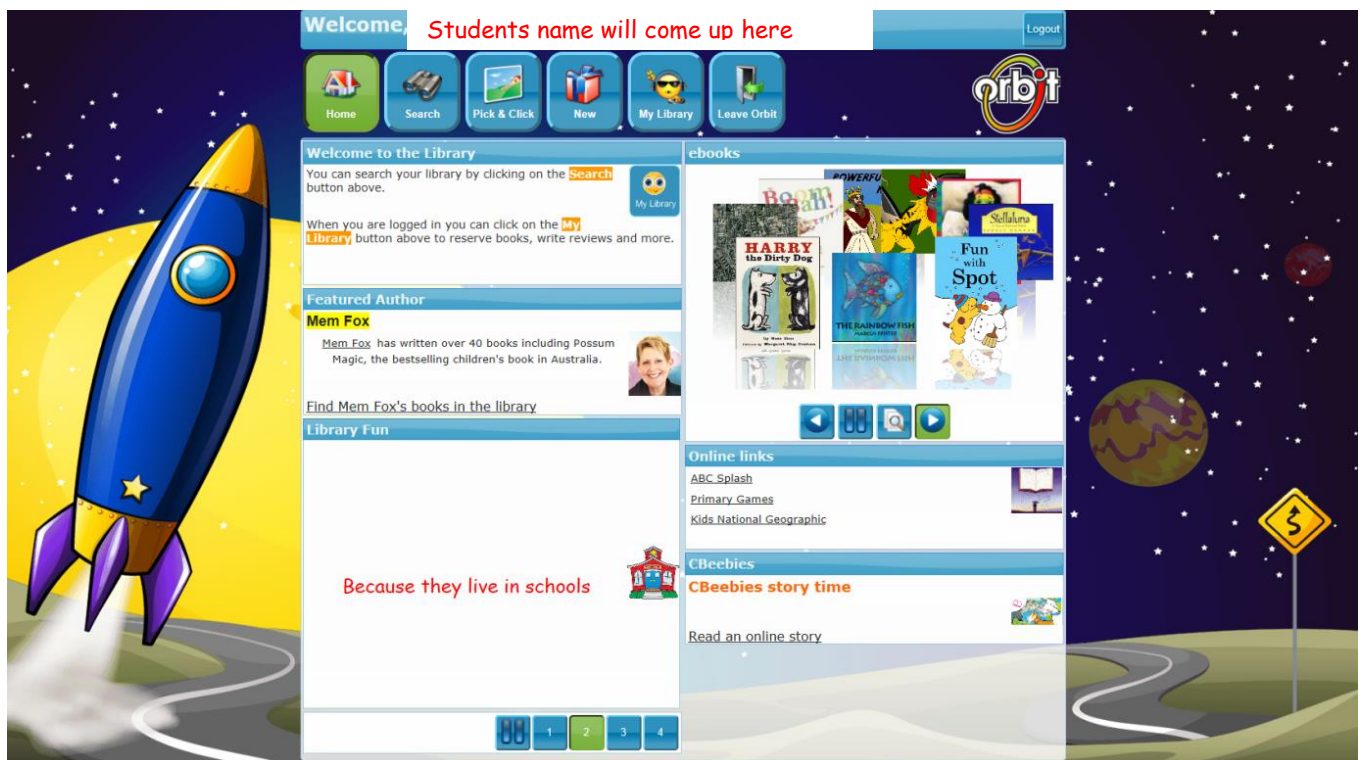 Welcome,
Students name will come up here
Logout
Home
Search
Pick & Click
New
My Library
Leave Orbit
orbit
Welcome to the Library
You can search your library by clicking on the Search
button above.
My Library
When you are logged in you can click on the My
Library button above to reserve books, write reviews and more.
Featured Author
Mem Fox
Mem Fox has written over 40 books including Possum
Magic, the bestselling children's book in Australia.
Find Mem Fox's books in the library
Library Fun
Because they live in schools
1
2
3
4
ebooks
POWERFU
Boom
Bah!
Stellaluna
HARRY
the Dirty Dog
THE RAINBOW FISH
Fun
with
Spot
Online links
ABC Splash
Primary Games
Kids National Geographic
CBeebies
CBeebies story time
Read an online story